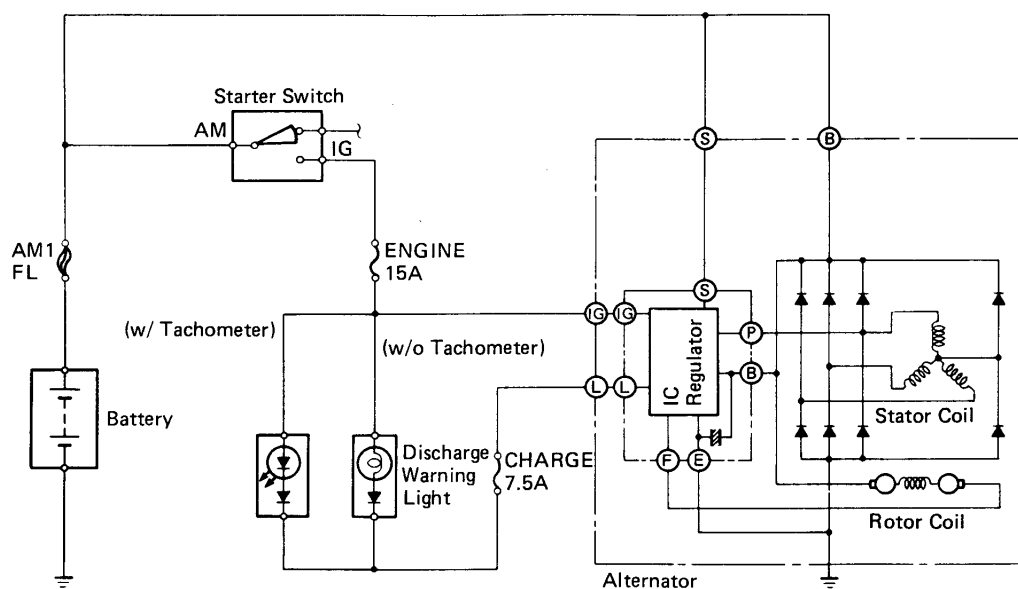 S
B
Starter Switch
AM
IG
AM1
FL
ENGINE
15A
(w/ Tachometer)
(w/o Tachometer)
IG
IG
S
P
L
L
B
IC
Regulator
F
E
Stator Coil
Rotor Coil
Battery
Discharge
Warning
Light
CHARGE
7.5A
Alternator